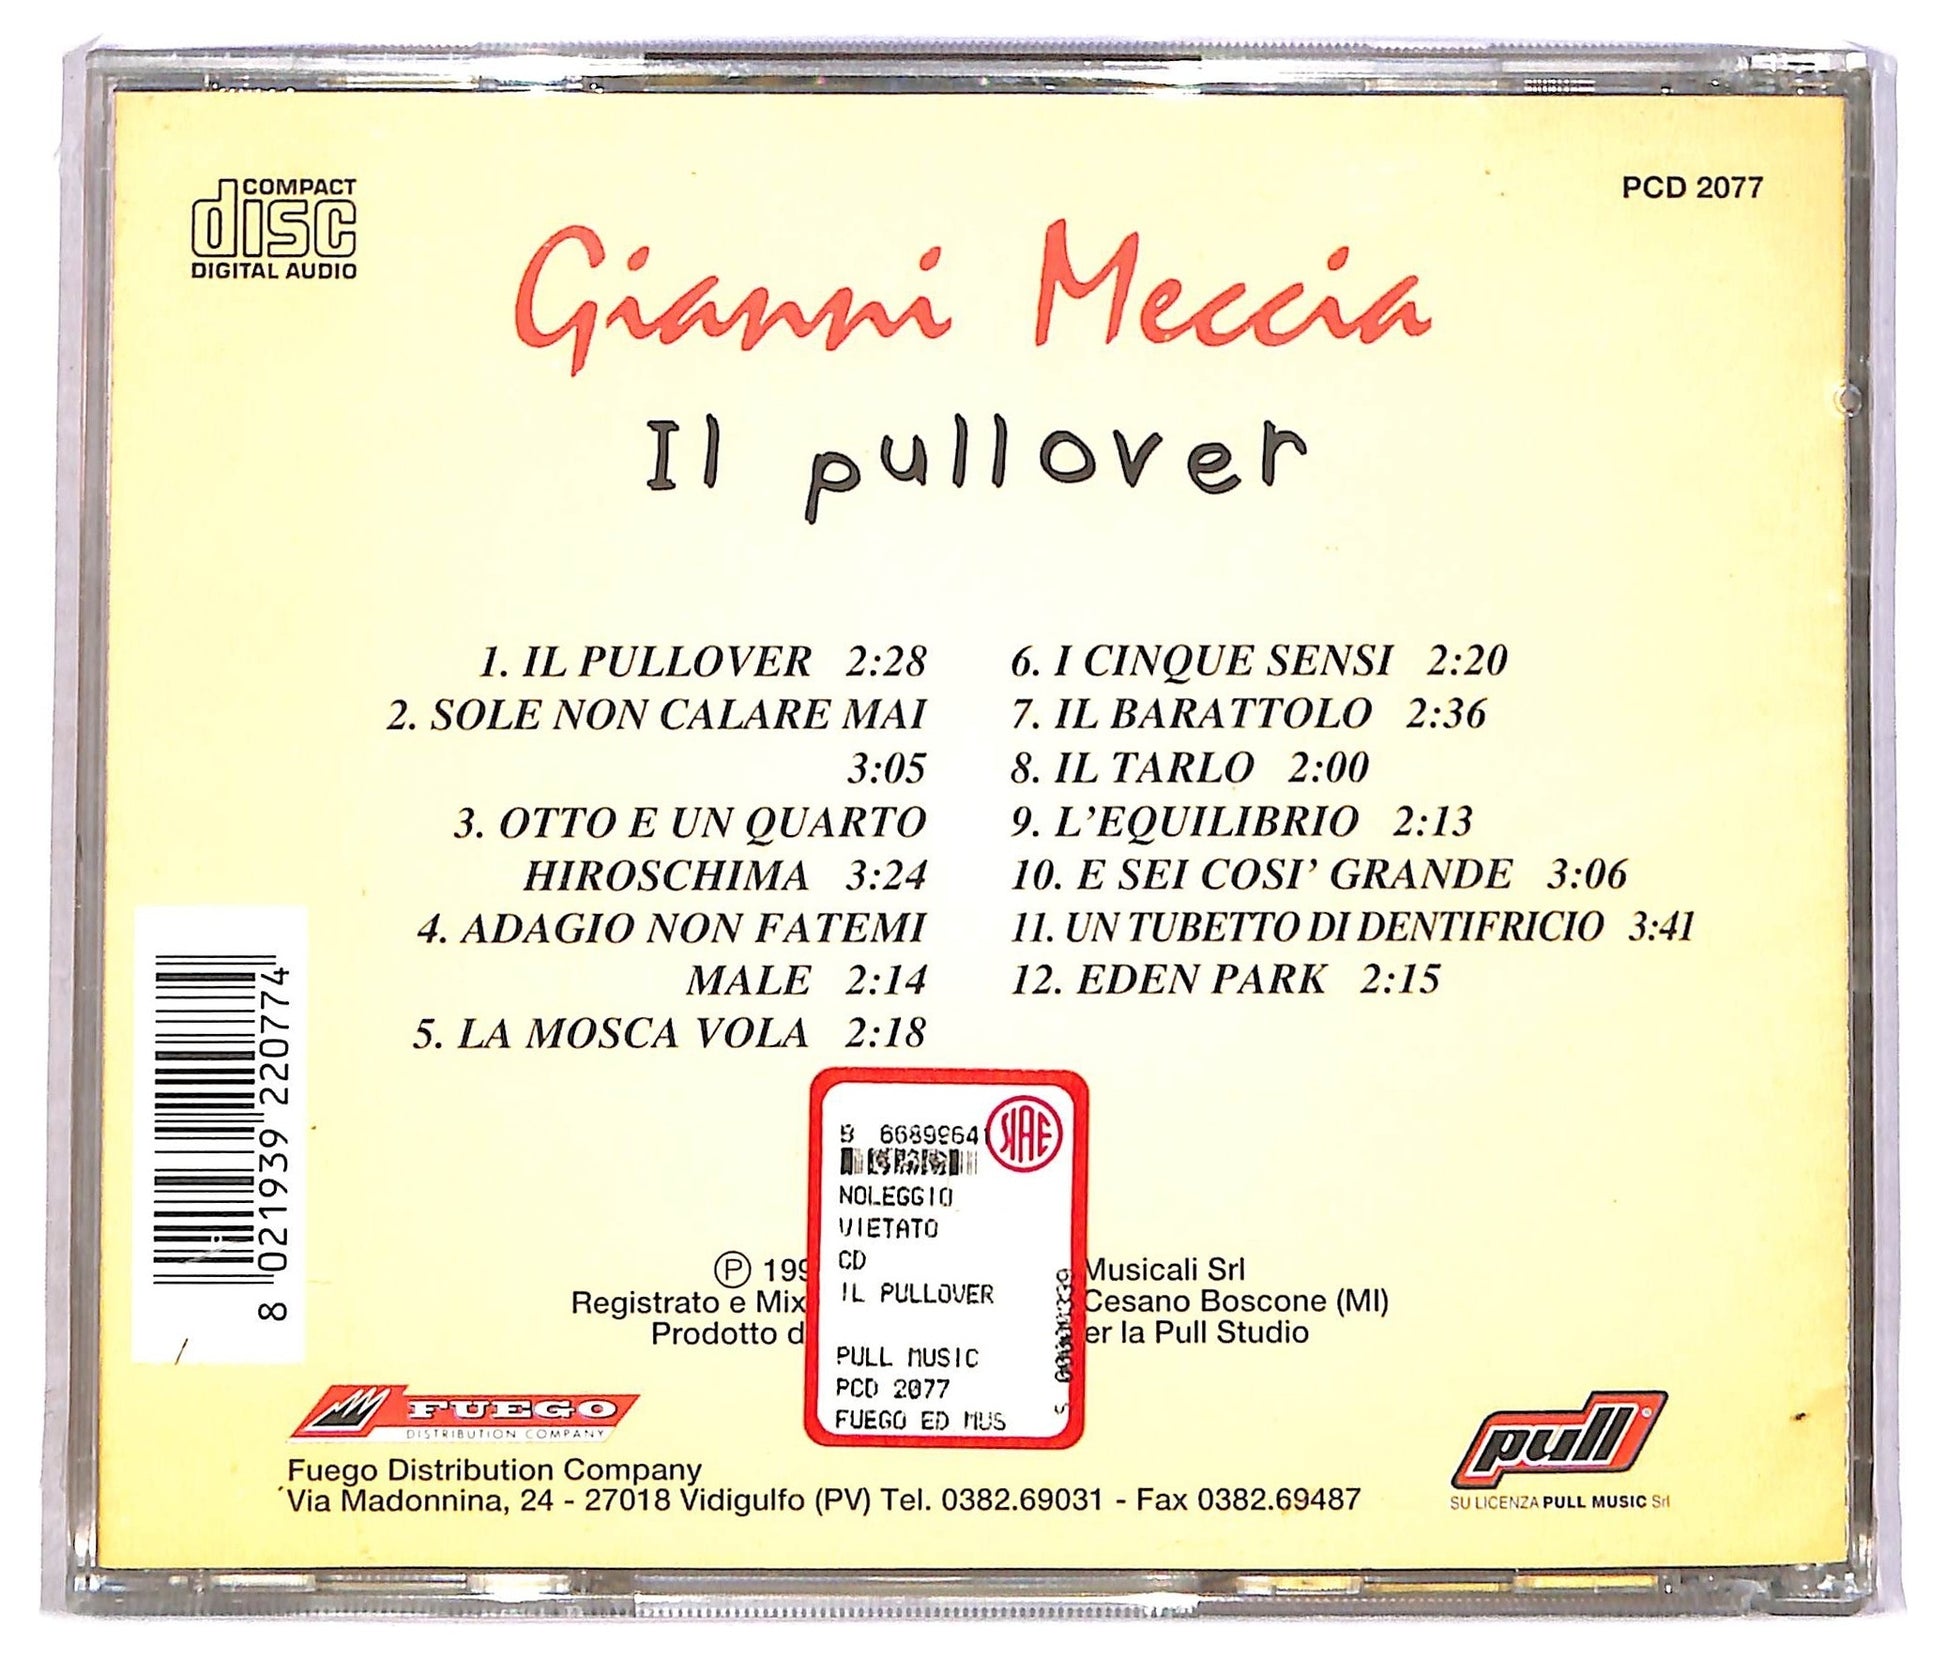 COMPACT
disc
DIGITAL AUDIO
PCD 2077
Gianni Meccia
Il pullover
1. IL PULLOVER 2:28
2. SOLE NON CALARE MAI
3:05
3. OTTO E UN QUARTO
HIROSCHIMA 3:24
4. ADAGIO NON FATEMI
MALE 2:14
5. LA MOSCA VOLA 2:18
6. I CINQUE SENSI 2:20
7. IL BARATTOLO 2:36
8. IL TARLO 2:00
9. L'EQUILIBRIO 2:13
10. E SEI COSI' GRANDE 3:06
11. UN TUBETTO DI DENTIFRICIO 3:41
12. EDEN PARK 2:15
8 021939 220774
NOLEGGIO
VIETATO
CD
IL PULLOVER
PULL MUSIC
PCD 2077
FUEGO ED MUS
Ⓟ 199
Musicali Srl
Registrato e Mix
Cesano Boscone (MI)
Prodotto d
er la Pull Studio
FUEGO
DISTRIBUTION COMPANY
Fuego Distribution Company
Via Madonnina, 24 - 27018 Vidigulfo (PV) Tel. 0382.69031 - Fax 0382.69487
pull
SU LICENZA PULL MUSIC Srl